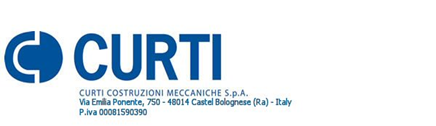 CURTI
CURTI COSTRUZIONI MECCANICHE S.p.A.
Via Emilia Ponente, 750 - 48014 Castel Bolognese (Ra) - Italy
P.iva 00081590390